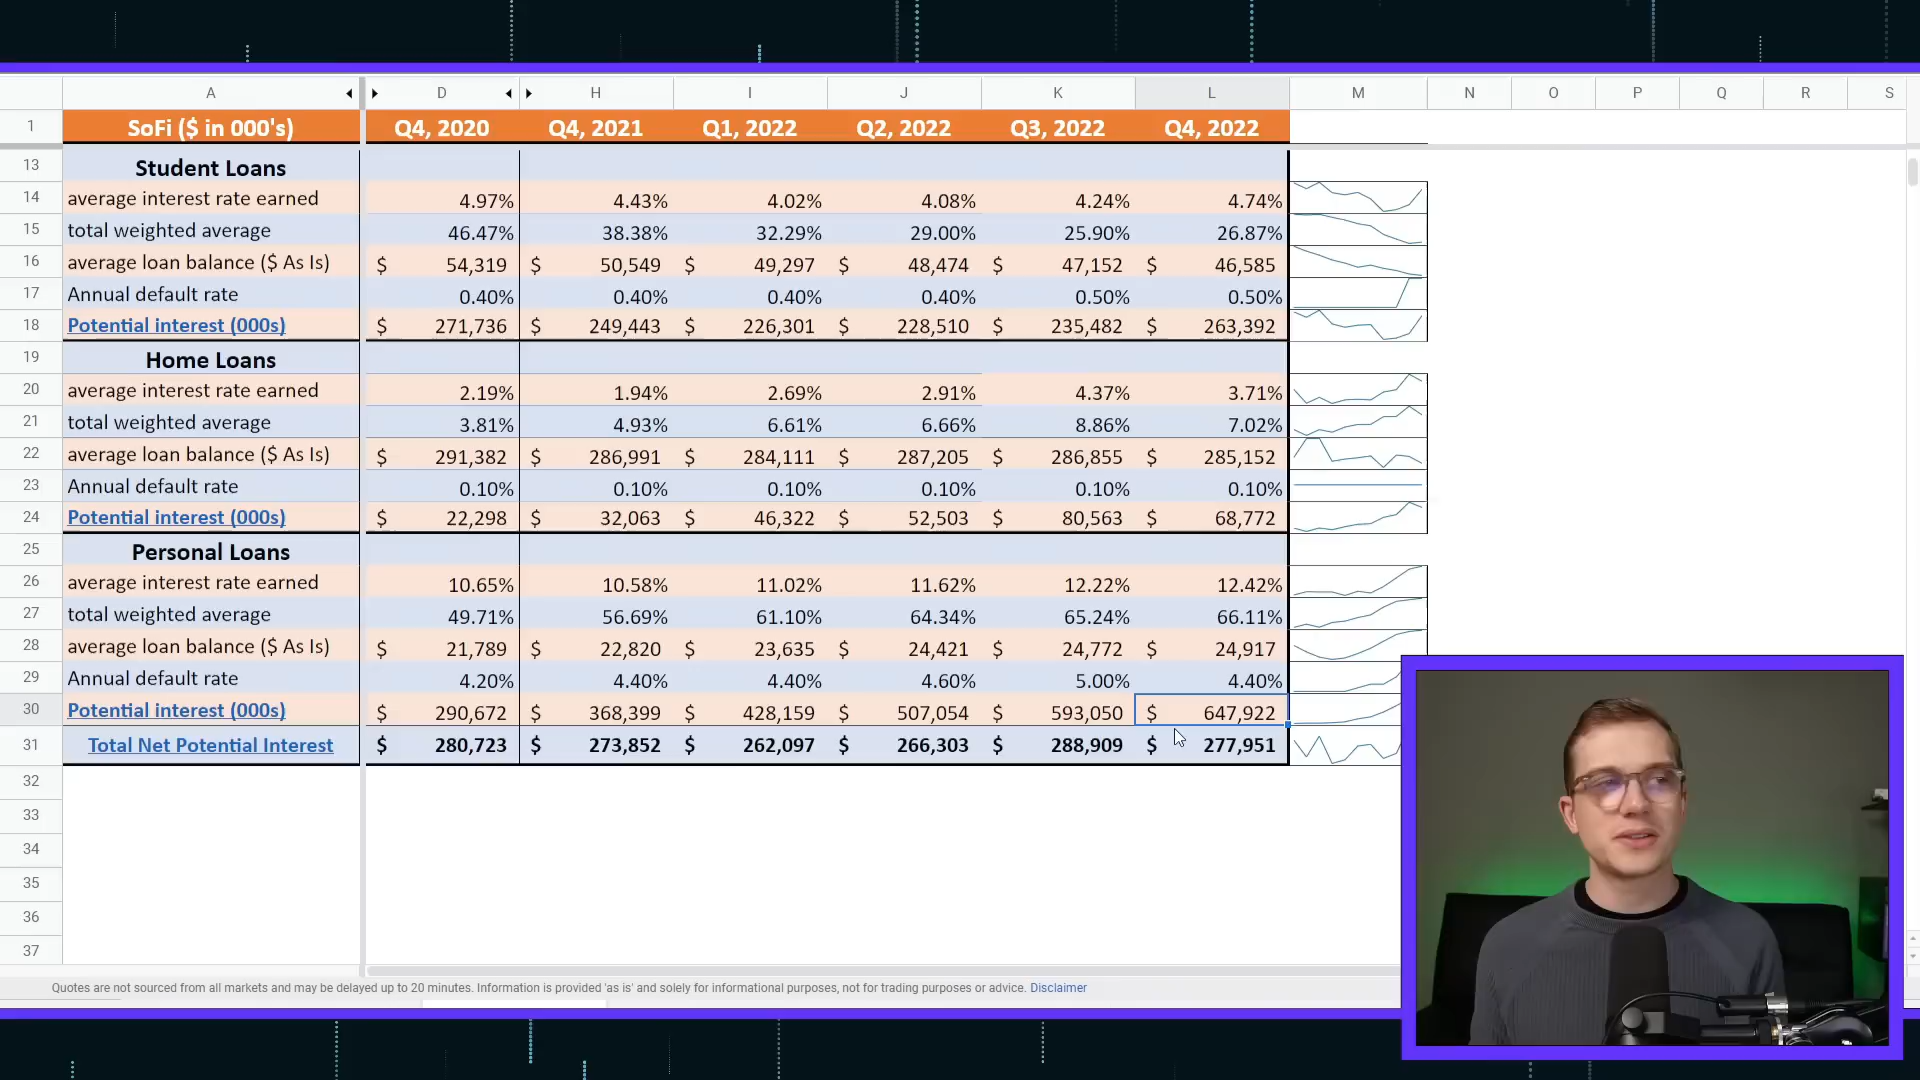 A D H I J K L M N O P Q R S
1 SoFi ($ in 000's) Q4, 2020 Q4, 2021 Q1, 2022 Q2, 2022 Q3, 2022 Q4, 2022
13 Student Loans
14 average interest rate earned 4.97% 4.43% 4.02% 4.08% 4.24% 4.74%
15 total weighted average 46.47% 38.38% 32.29% 29.00% 25.90% 26.87%
16 average loan balance ($ As Is) $ 54,319 $ 50,549 $ 49,297 $ 48,474 $ 47,152 $ 46,585
17 Annual default rate 0.40% 0.40% 0.40% 0.40% 0.50% 0.50%
18 Potential interest (000s) $ 271,736 $ 249,443 $ 226,301 $ 228,510 $ 235,482 $ 263,392
19 Home Loans
20 average interest rate earned 2.19% 1.94% 2.69% 2.91% 4.37% 3.71%
21 total weighted average 3.81% 4.93% 6.61% 6.66% 8.86% 7.02%
22 average loan balance ($ As Is) $ 291,382 $ 286,991 $ 284,111 $ 287,205 $ 286,855 $ 285,152
23 Annual default rate 0.10% 0.10% 0.10% 0.10% 0.10% 0.10%
24 Potential interest (000s) $ 22,298 $ 32,063 $ 46,322 $ 52,503 $ 80,563 $ 68,772
25 Personal Loans
26 average interest rate earned 10.65% 10.58% 11.02% 11.62% 12.22% 12.42%
27 total weighted average 49.71% 56.69% 61.10% 64.34% 65.24% 66.11%
28 average loan balance ($ As Is) $ 21,789 $ 22,820 $ 23,635 $ 24,421 $ 24,772 $ 24,917
29 Annual default rate 4.20% 4.40% 4.40% 4.60% 5.00% 4.40%
30 Potential interest (000s) $ 290,672 $ 368,399 $ 428,159 $ 507,054 $ 593,050 $ 647,922
31 Total Net Potential Interest $ 280,723 $ 273,852 $ 262,097 $ 266,303 $ 288,909 $ 277,951
32
33
34
35
36
37
Quotes are not sourced from all markets and may be delayed up to 20 minutes. Information is provided 'as is' and solely for informational purposes, not for trading purposes or advice. Disclaimer